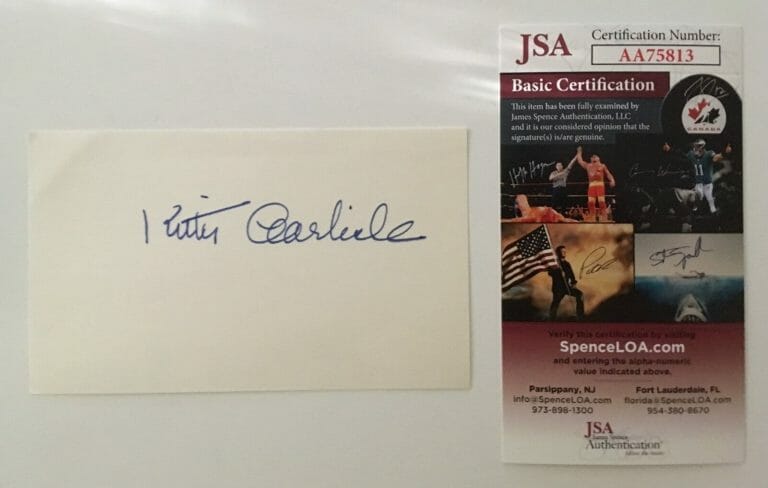 Kitty Carlisle
JSA
Certification Number:
AA75813
Basic Certification
This item has been fully examined by
James Spence Authentication, LLC
and it is our considered opinion that the
signature(s) is/are genuine.
CANADA
11
Verify this certification by visiting
SpenceLOA.com
and entering the alpha-numeric
value indicated above.
Parsippany, NJ
info@SpenceLOA.com
973-898-1300
Fort Lauderdale, FL
florida@SpenceLOA.com
954-380-8670
JSA
James Spence
Authentication